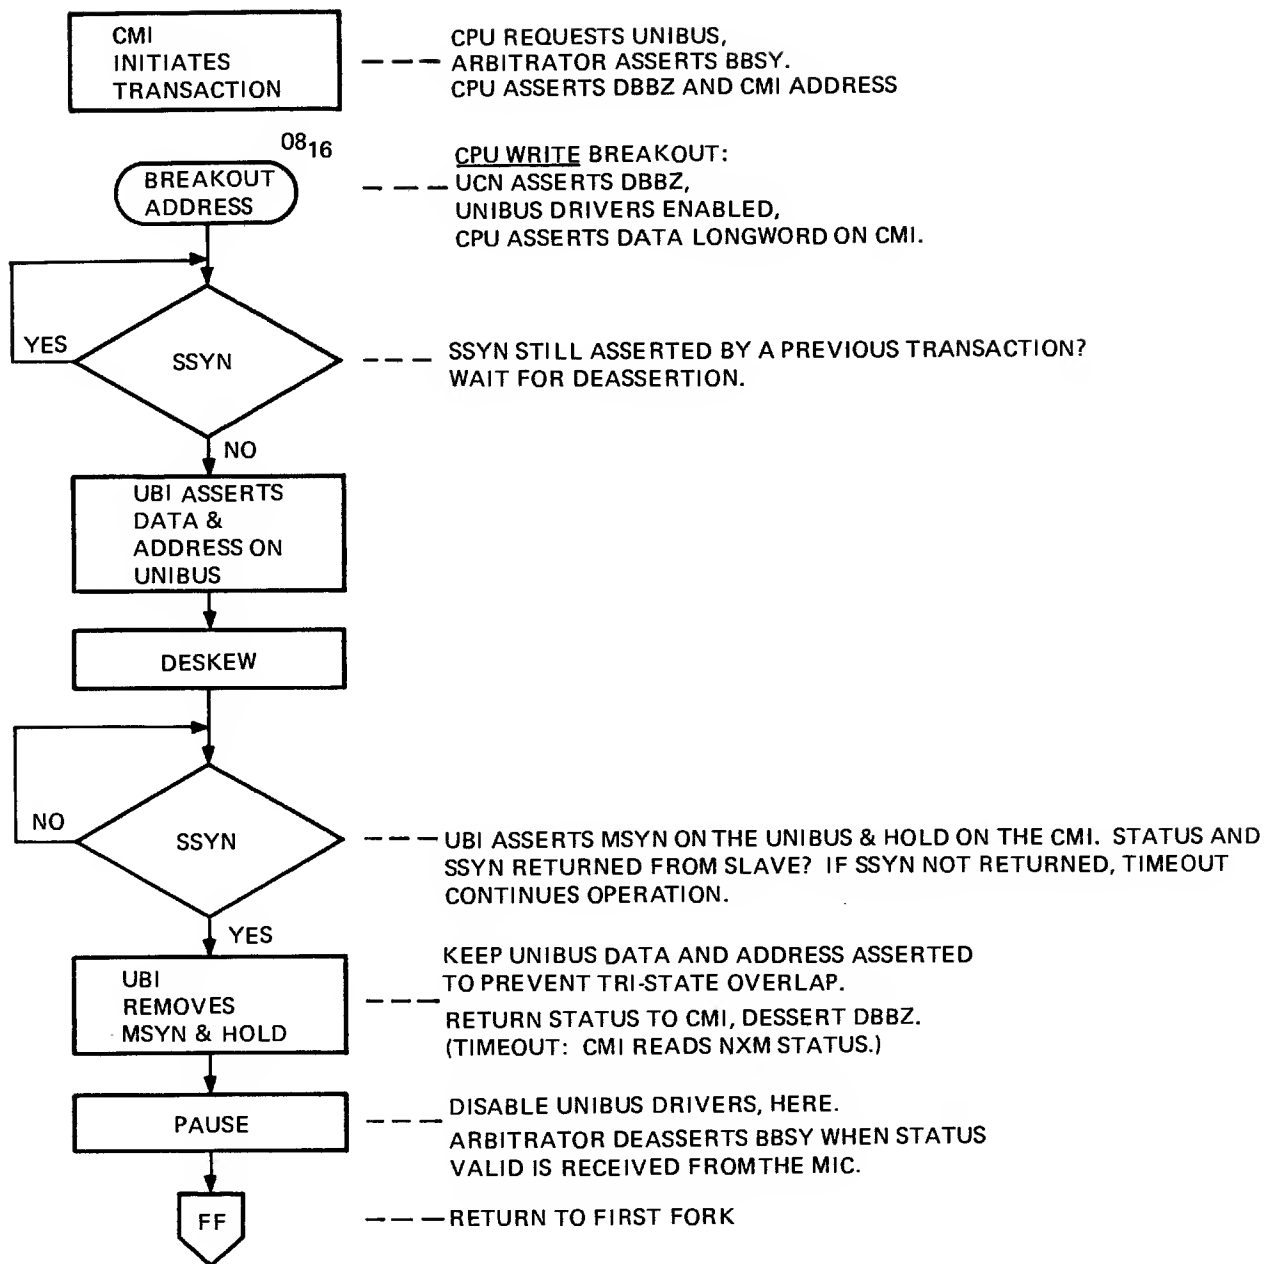 CMI
INITIATES
TRANSACTION
CPU REQUESTS UNIBUS,
ARBITRATOR ASSERTS BBSY.
CPU ASSERTS DBBZ AND CMI ADDRESS
08₁₆
BREAKOUT
ADDRESS
CPU WRITE BREAKOUT:
UCN ASSERTS DBBZ,
UNIBUS DRIVERS ENABLED,
CPU ASSERTS DATA LONGWORD ON CMI.
YES
SSYN
SSYN STILL ASSERTED BY A PREVIOUS TRANSACTION?
WAIT FOR DEASSERTION.
NO
UBI ASSERTS
DATA &
ADDRESS ON
UNIBUS
DESKEW
NO
SSYN
UBI ASSERTS MSYN ON THE UNIBUS & HOLD ON THE CMI. STATUS AND
SSYN RETURNED FROM SLAVE? IF SSYN NOT RETURNED, TIMEOUT
CONTINUES OPERATION.
YES
UBI
REMOVES
MSYN & HOLD
KEEP UNIBUS DATA AND ADDRESS ASSERTED
TO PREVENT TRI-STATE OVERLAP.
RETURN STATUS TO CMI, DESSERT DBBZ.
(TIMEOUT: CMI READS NXM STATUS.)
PAUSE
DISABLE UNIBUS DRIVERS, HERE.
ARBITRATOR DEASSERTS BBSY WHEN STATUS
VALID IS RECEIVED FROMTHE MIC.
FF
RETURN TO FIRST FORK